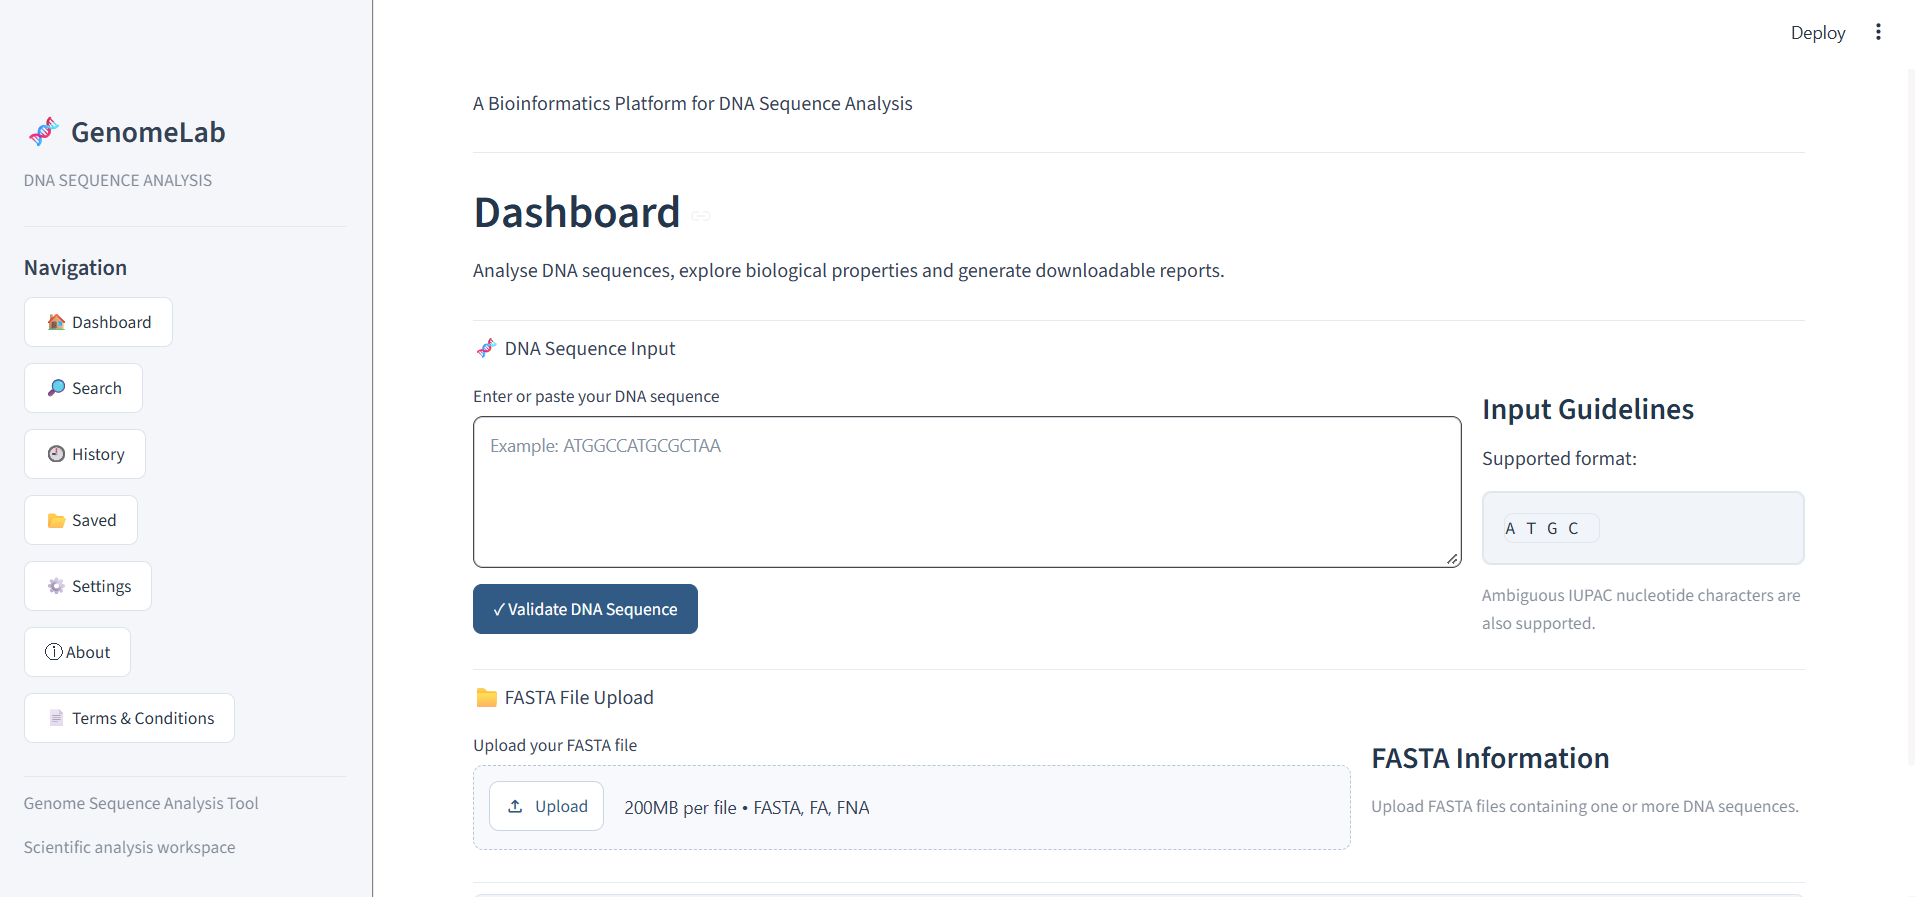 Deploy
GenomeLab
DNA SEQUENCE ANALYSIS
Navigation
Dashboard
Search
History
Saved
Settings
About
Terms & Conditions
Genome Sequence Analysis Tool
Scientific analysis workspace
A Bioinformatics Platform for DNA Sequence Analysis
Dashboard
Analyse DNA sequences, explore biological properties and generate downloadable reports.
DNA Sequence Input
Enter or paste your DNA sequence
Example: ATGGCCATGCGCTAA
✓ Validate DNA Sequence
Input Guidelines
Supported format:
A T G C
Ambiguous IUPAC nucleotide characters are
also supported.
FASTA File Upload
Upload your FASTA file
Upload 200MB per file • FASTA, FA, FNA
FASTA Information
Upload FASTA files containing one or more DNA sequences.